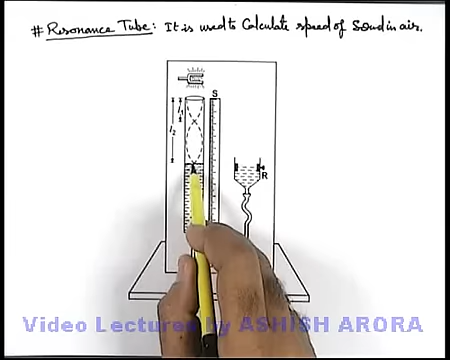 # Resonance Tube: It is used to Calculate speed of Sound in air.
S
l1
l2
R
Video Lectures by ASHISH ARORA